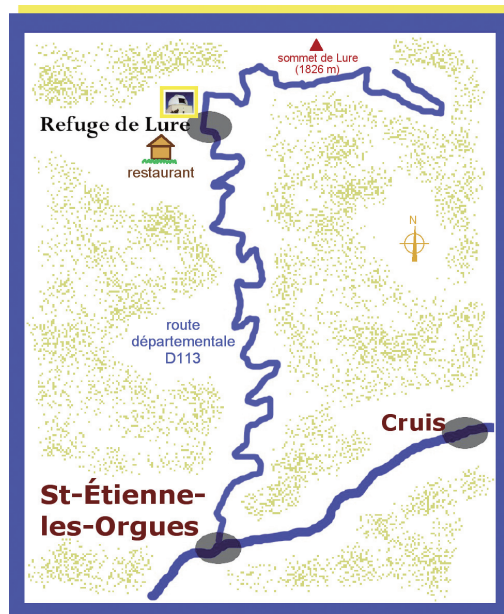 sommet de Lure
(1826 m)
Refuge de Lure
restaurant
N
route
départementale
D113
Cruis
St-Étienne-
les-Orgues